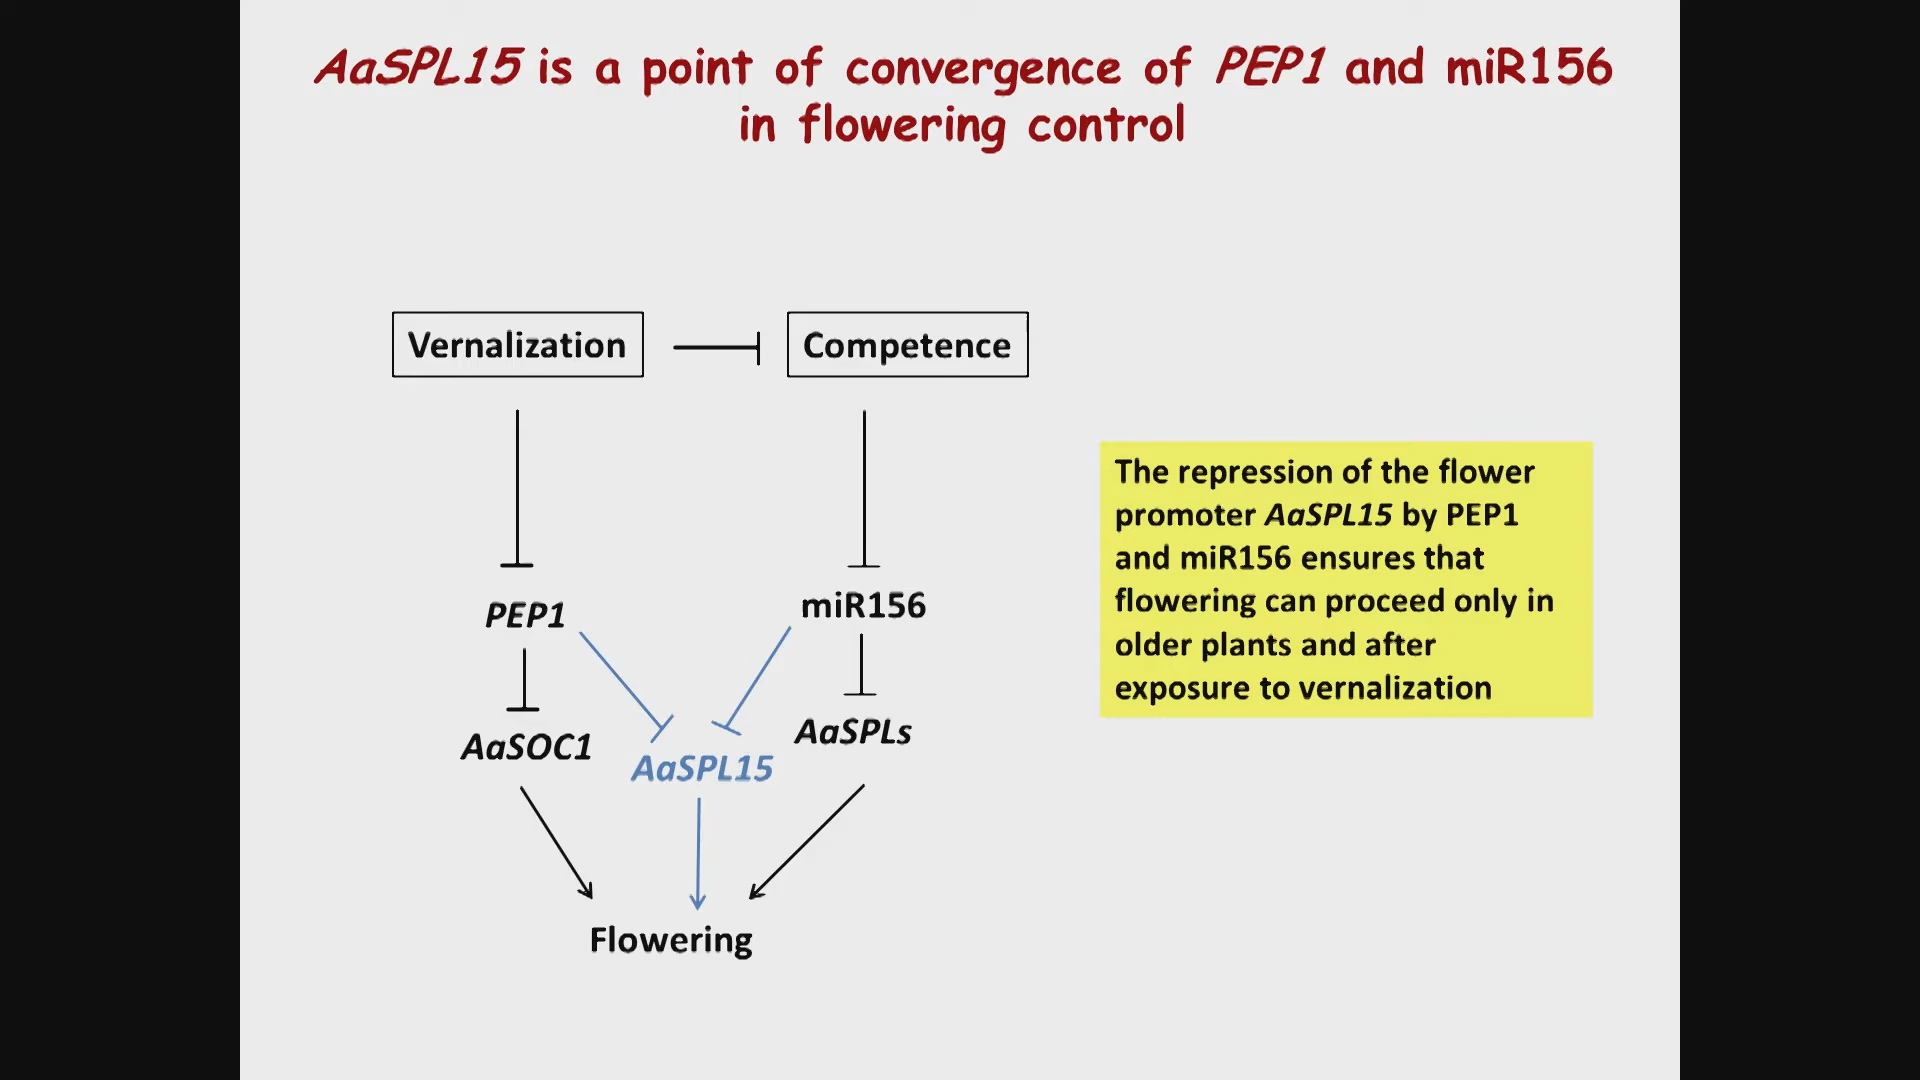 AaSPL15 is a point of convergence of PEP1 and miR156
in flowering control
Vernalization
Competence
The repression of the flower
promoter AaSPL15 by PEP1
and miR156 ensures that
flowering can proceed only in
older plants and after
exposure to vernalization
PEP1
miR156
AaSOC1
AaSPL15
AaSPLs
Flowering